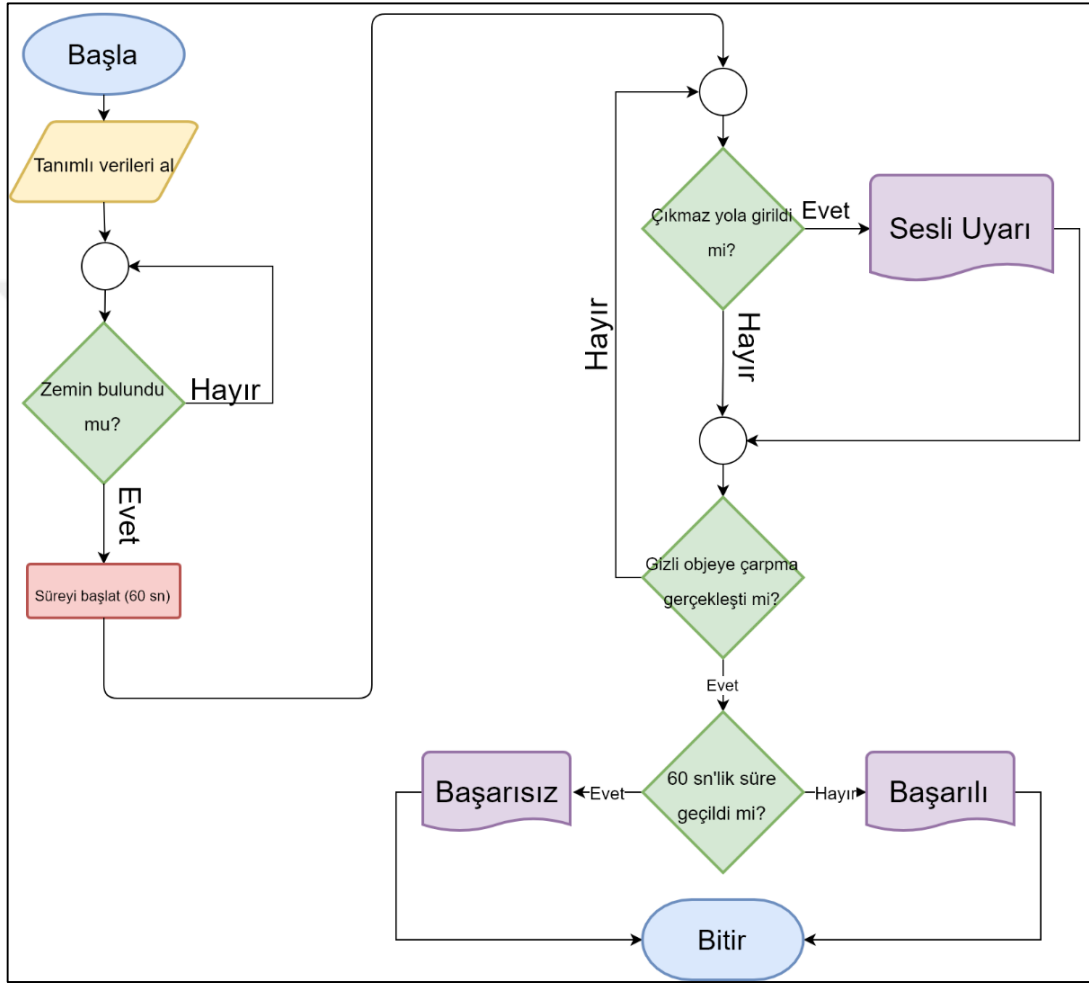 Başla
Tanımlı verileri al
Zemin bulundu
mu?
Hayır
Evet
Süreyi başlat (60 sn)
Çıkmaz yola girildi
mi?
Evet
Sesli Uyarı
Hayır
Hayır
Gizli objeye çarpma
gerçekleşti mi?
Evet
60 sn'lik süre
geçildi mi?
Evet
Başarısız
Hayır
Başarılı
Bitir